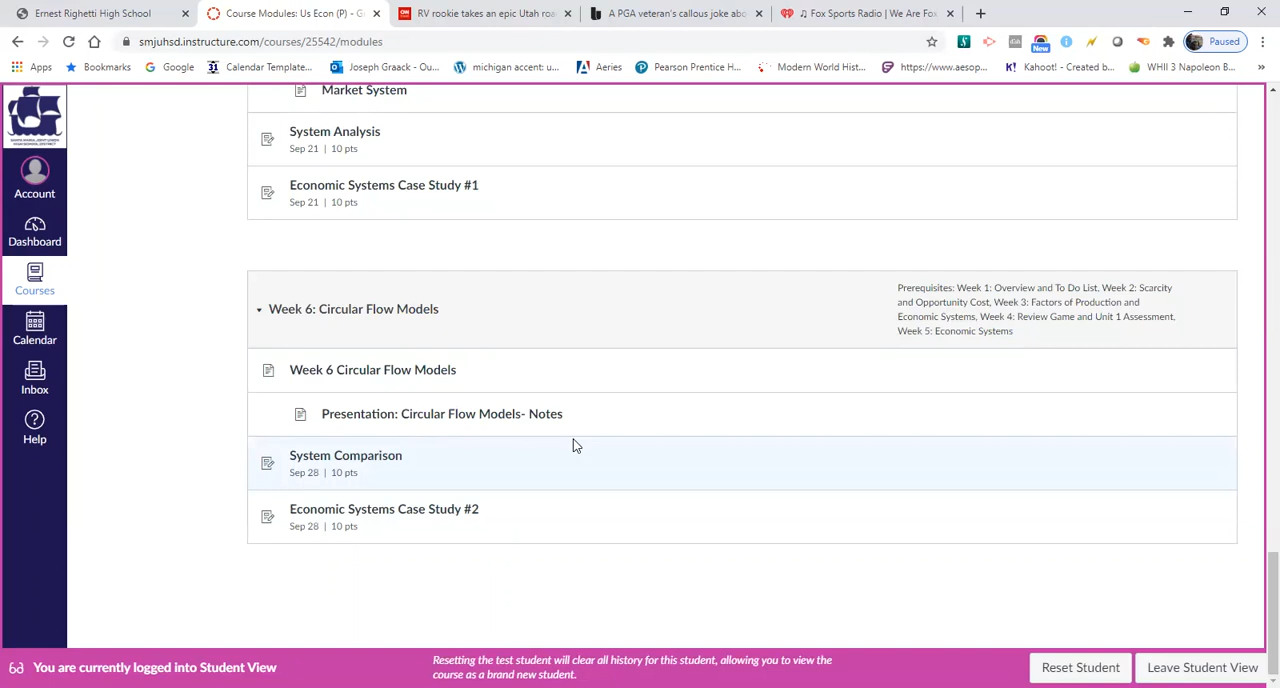 Ernest Righetti High School
Course Modules: Us Econ (P) - G
RV rookie takes an epic Utah roa
A PGA veteran's callous joke abo
♫ Fox Sports Radio | We Are Fox
smjuhsd.instructure.com/courses/25542/modules
New
Paused
Apps
Bookmarks
Google
31
Calendar Template...
Joseph Graack - Ou...
michigan accent: u...
Aeries
Pearson Prentice H...
Modern World Hist...
https://www.aesop...
K! Kahoot! - Created b...
WHII 3 Napoleon B...
»
Account
Dashboard
Courses
Calendar
Inbox
Help
Market System
System Analysis
Sep 21 | 10 pts
Economic Systems Case Study #1
Sep 21 | 10 pts
Week 6: Circular Flow Models
Prerequisites: Week 1: Overview and To Do List, Week 2: Scarcity
and Opportunity Cost, Week 3: Factors of Production and
Economic Systems, Week 4: Review Game and Unit 1 Assessment,
Week 5: Economic Systems
Week 6 Circular Flow Models
Presentation: Circular Flow Models- Notes
System Comparison
Sep 28 | 10 pts
Economic Systems Case Study #2
Sep 28 | 10 pts
You are currently logged into Student View
Resetting the test student will clear all history for this student, allowing you to view the
course as a brand new student.
Reset Student
Leave Student View